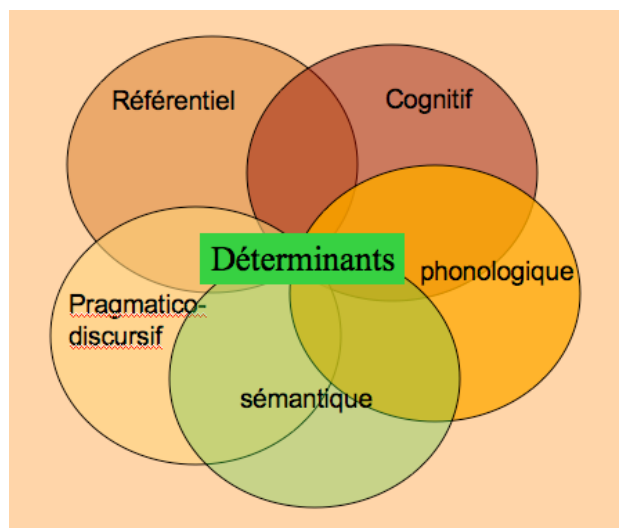 Référentiel
Cognitif
Déterminants
phonologique
Pragmatico-
discursif
sémantique